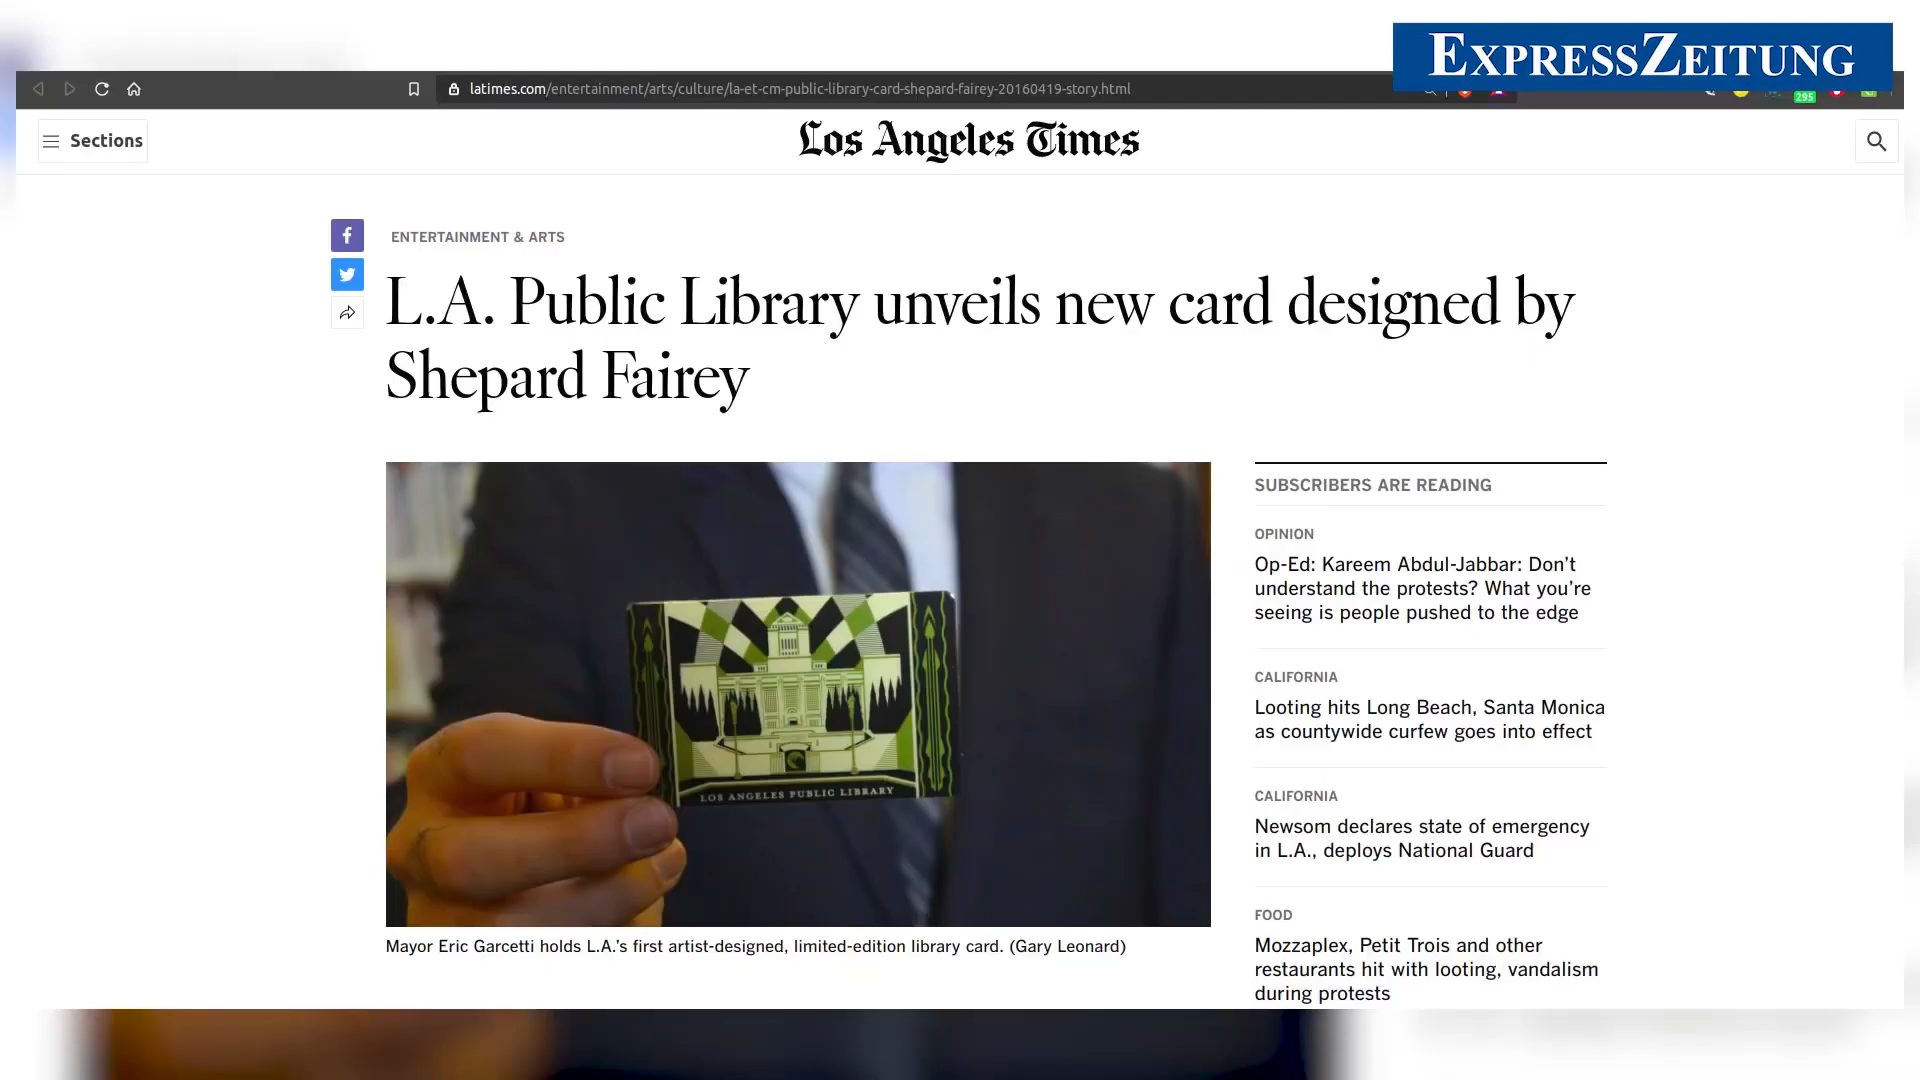 EXPRESSZEITUNG
latimes.com/entertainment/arts/culture/la-et-cm-public-library-card-shepard-fairey-20160419-story.html
295
Sections
Los Angeles Times
ENTERTAINMENT & ARTS
L.A. Public Library unveils new card designed by
Shepard Fairey
LOS ANGELES PUBLIC LIBRARY
Mayor Eric Garcetti holds L.A.’s first artist-designed, limited-edition library card. (Gary Leonard)
SUBSCRIBERS ARE READING
OPINION
Op-Ed: Kareem Abdul-Jabbar: Don’t
understand the protests? What you’re
seeing is people pushed to the edge
CALIFORNIA
Looting hits Long Beach, Santa Monica
as countywide curfew goes into effect
CALIFORNIA
Newsom declares state of emergency
in L.A., deploys National Guard
FOOD
Mozzaplex, Petit Trois and other
restaurants hit with looting, vandalism
during protests